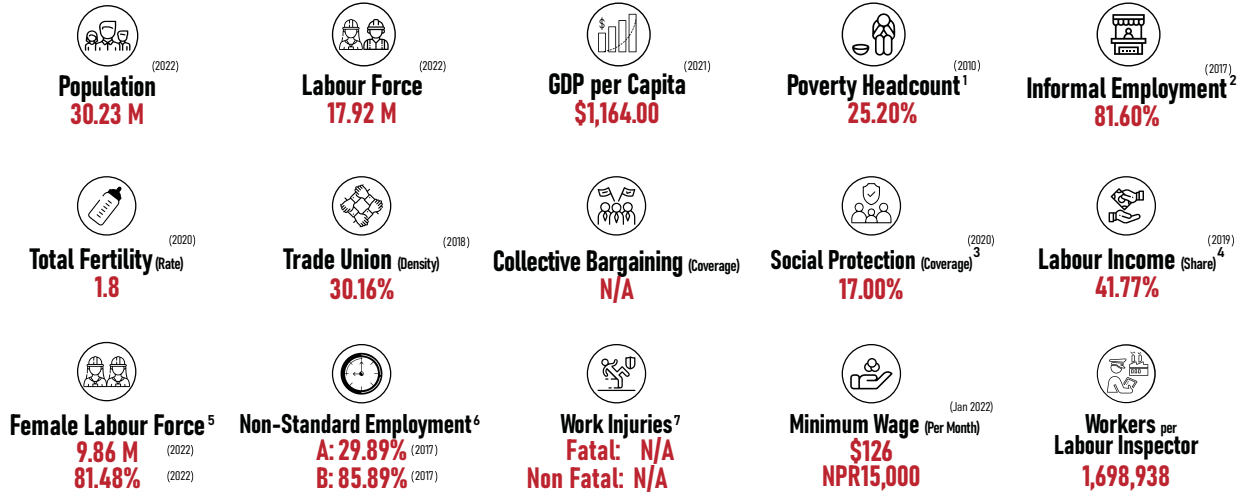 (2022)
Population
30.23 M
(2022)
Labour Force
17.92 M
$
(2021)
GDP per Capita
$1,164.00
(2010)
Poverty Headcount 1
25.20%
(2017)
Informal Employment 2
81.60%
(2020)
Total Fertility (Rate)
1.8
(2018)
Trade Union (Density)
30.16%
Collective Bargaining (Coverage)
N/A
(2020)
Social Protection (Coverage) 3
17.00%
(2019)
Labour Income (Share) 4
41.77%
Female Labour Force 5
9.86 M (2022)
81.48% (2022)
Non-Standard Employment 6
A: 29.89% (2017)
B: 85.89% (2017)
Work Injuries 7
Fatal: N/A
Non Fatal: N/A
(Jan 2022)
Minimum Wage (Per Month)
$126
NPR15,000
Workers per
Labour Inspector
1,698,938